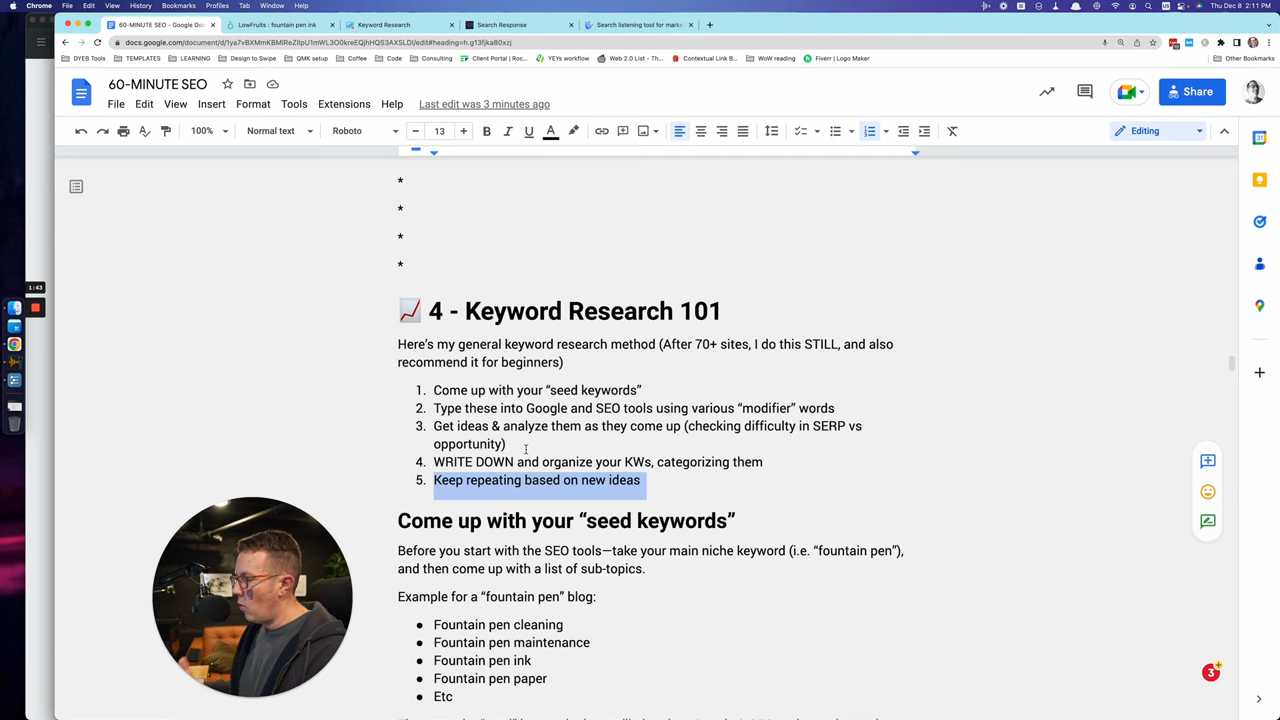 Chrome File Edit View History Bookmarks Profiles Tab Window Help
Thu Dec 8 2:11 PM
60-MINUTE SEO - Google Doc
LowFruits : fountain pen ink
Keyword Research
Search Response
Search listening tool for marke
DYEB Tools
TEMPLATES
LEARNING
Design to Swipe
QMK setup
Coffee
Code
Consulting
Client Portal | Roc...
YEYs workflow
Web 2.0 List - Th...
Contextual Link B...
WoW reading
Fiverr | Logo Maker
Other Bookmarks
60-MINUTE SEO
File Edit View Insert Format Tools Extensions Help Last edit was 3 minutes ago
Share
100% Normal text Roboto 13 Editing
*
*
*
*
1:43
4 - Keyword Research 101
Here’s my general keyword research method (After 70+ sites, I do this STILL, and also
recommend it for beginners)
1. Come up with your “seed keywords”
2. Type these into Google and SEO tools using various “modifier” words
3. Get ideas & analyze them as they come up (checking difficulty in SERP vs
opportunity)
4. WRITE DOWN and organize your KWs, categorizing them
5. Keep repeating based on new ideas
Come up with your “seed keywords”
Before you start with the SEO tools—take your main niche keyword (i.e. “fountain pen”),
and then come up with a list of sub-topics.
Example for a “fountain pen” blog:
● Fountain pen cleaning
● Fountain pen maintenance
● Fountain pen ink
● Fountain pen paper
● Etc
3